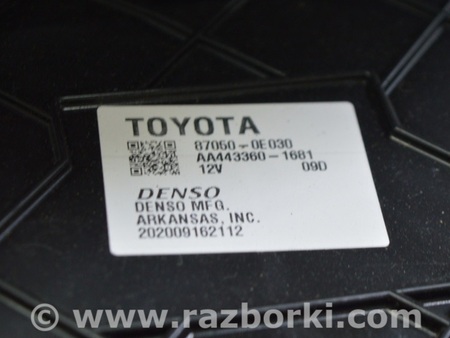 TOYOTA
87050-0E030
AA443360-1681
12V 09D
DENSO
DENSO MFG.
ARKANSAS, INC.
202009162112
© www.razborki.com ®